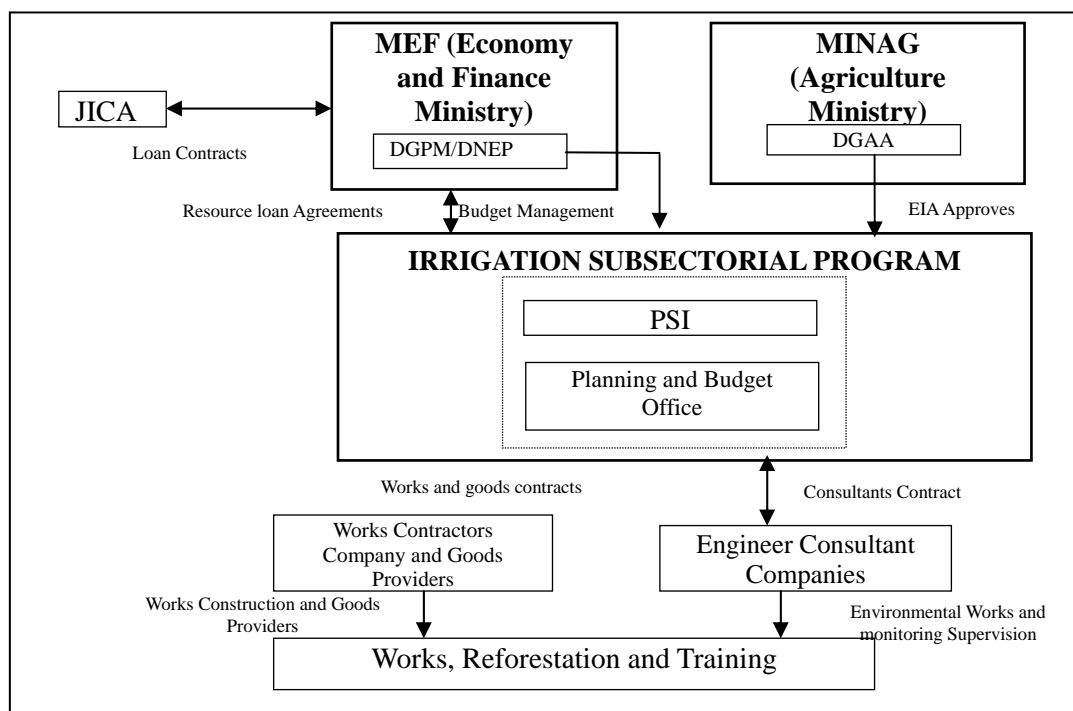 MEF (Economy
and Finance
Ministry)
DGPM/DNEP
MINAG
(Agriculture
Ministry)
DGAA
JICA
Loan Contracts
Resource loan Agreements
Budget Management
EIA Approves
IRRIGATION SUBSECTORIAL PROGRAM
PSI
Planning and Budget
Office
Works and goods contracts
Consultants Contract
Works Contractors
Company and Goods
Providers
Engineer Consultant
Companies
Works Construction and Goods
Providers
Environmental Works and
monitoring Supervision
Works, Reforestation and Training